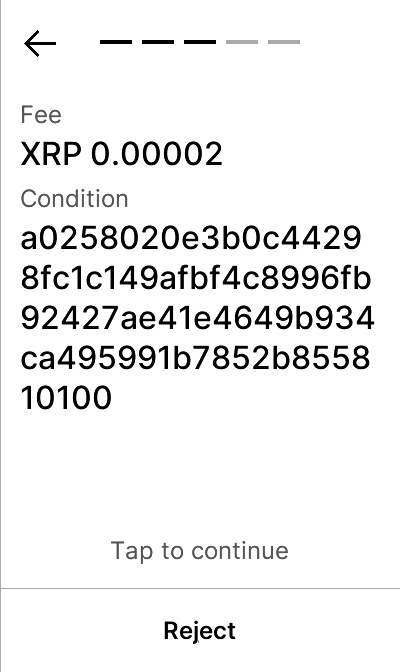 Fee
XRP 0.00002
Condition
a0258020e3b0c4429
8fc1c149afbf4c8996fb
92427ae41e4649b934
ca495991b7852b8558
10100
Tap to continue
Reject